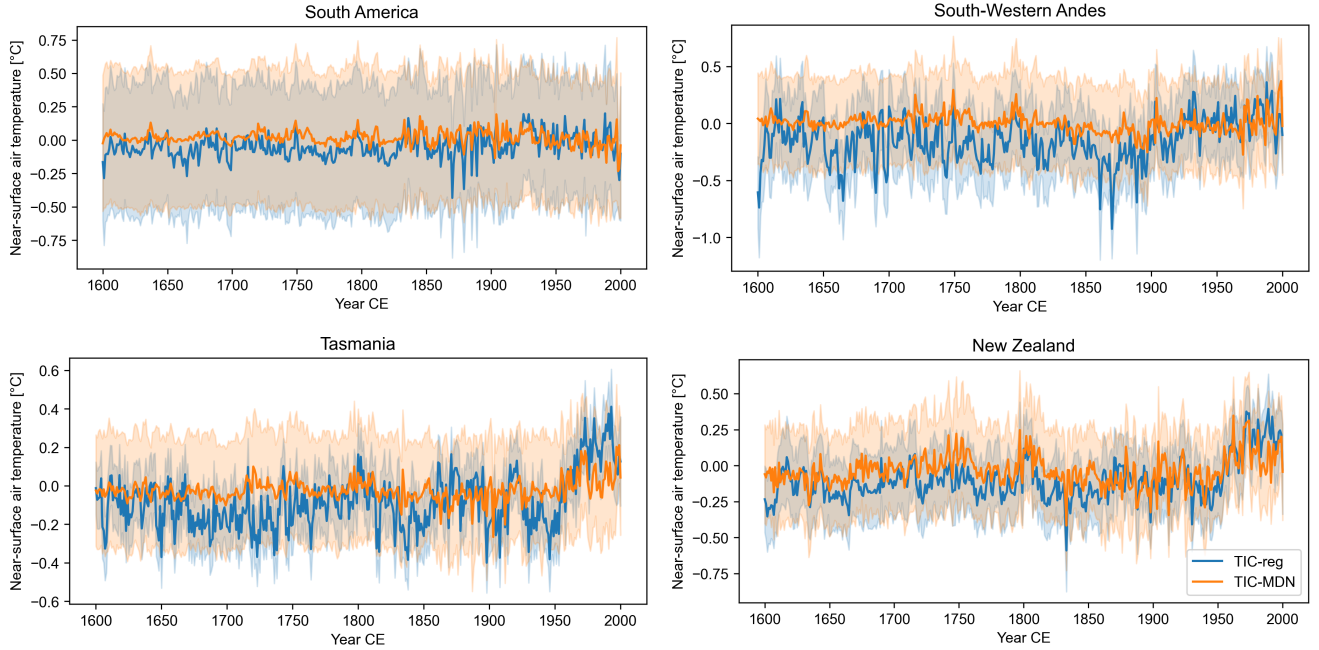 South America
Near-surface air temperature [°C]
0.75
0.50
0.25
0.00
−0.25
−0.50
−0.75
1600 1650 1700 1750 1800 1850 1900 1950 2000
Year CE
South-Western Andes
Near-surface air temperature [°C]
0.5
0.0
−0.5
−1.0
1600 1650 1700 1750 1800 1850 1900 1950 2000
Year CE
Tasmania
Near-surface air temperature [°C]
0.6
0.4
0.2
0.0
−0.2
−0.4
−0.6
1600 1650 1700 1750 1800 1850 1900 1950 2000
Year CE
New Zealand
Near-surface air temperature [°C]
0.50
0.25
0.00
−0.25
−0.50
−0.75
TIC-reg
TIC-MDN
1600 1650 1700 1750 1800 1850 1900 1950 2000
Year CE